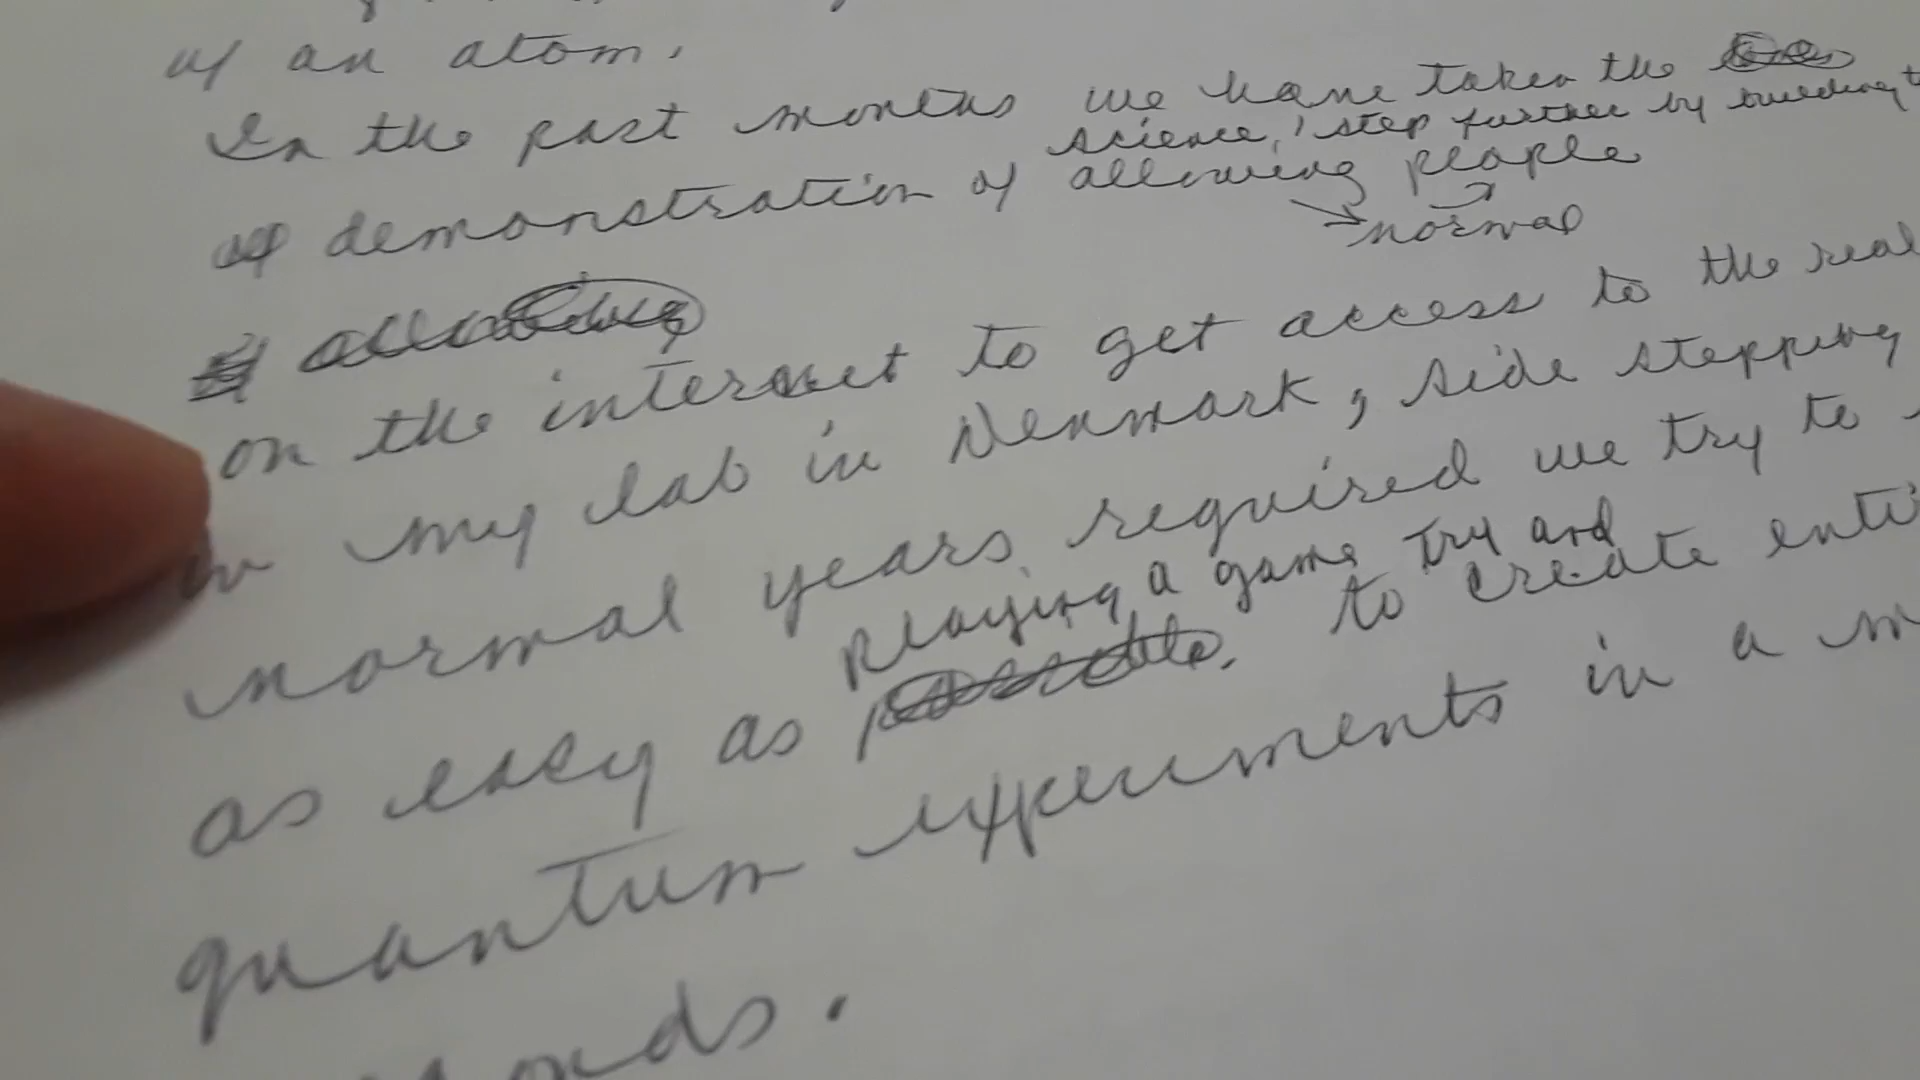 of an atom.
In the past months we have taken the
science, 1 step further by building
of demonstration of allowing people
normal
on the internet to get access to the real
in my lab in Denmark, side stepping
normal years required we try to
playing a game try and
as easy as to create
quantum experiments in a